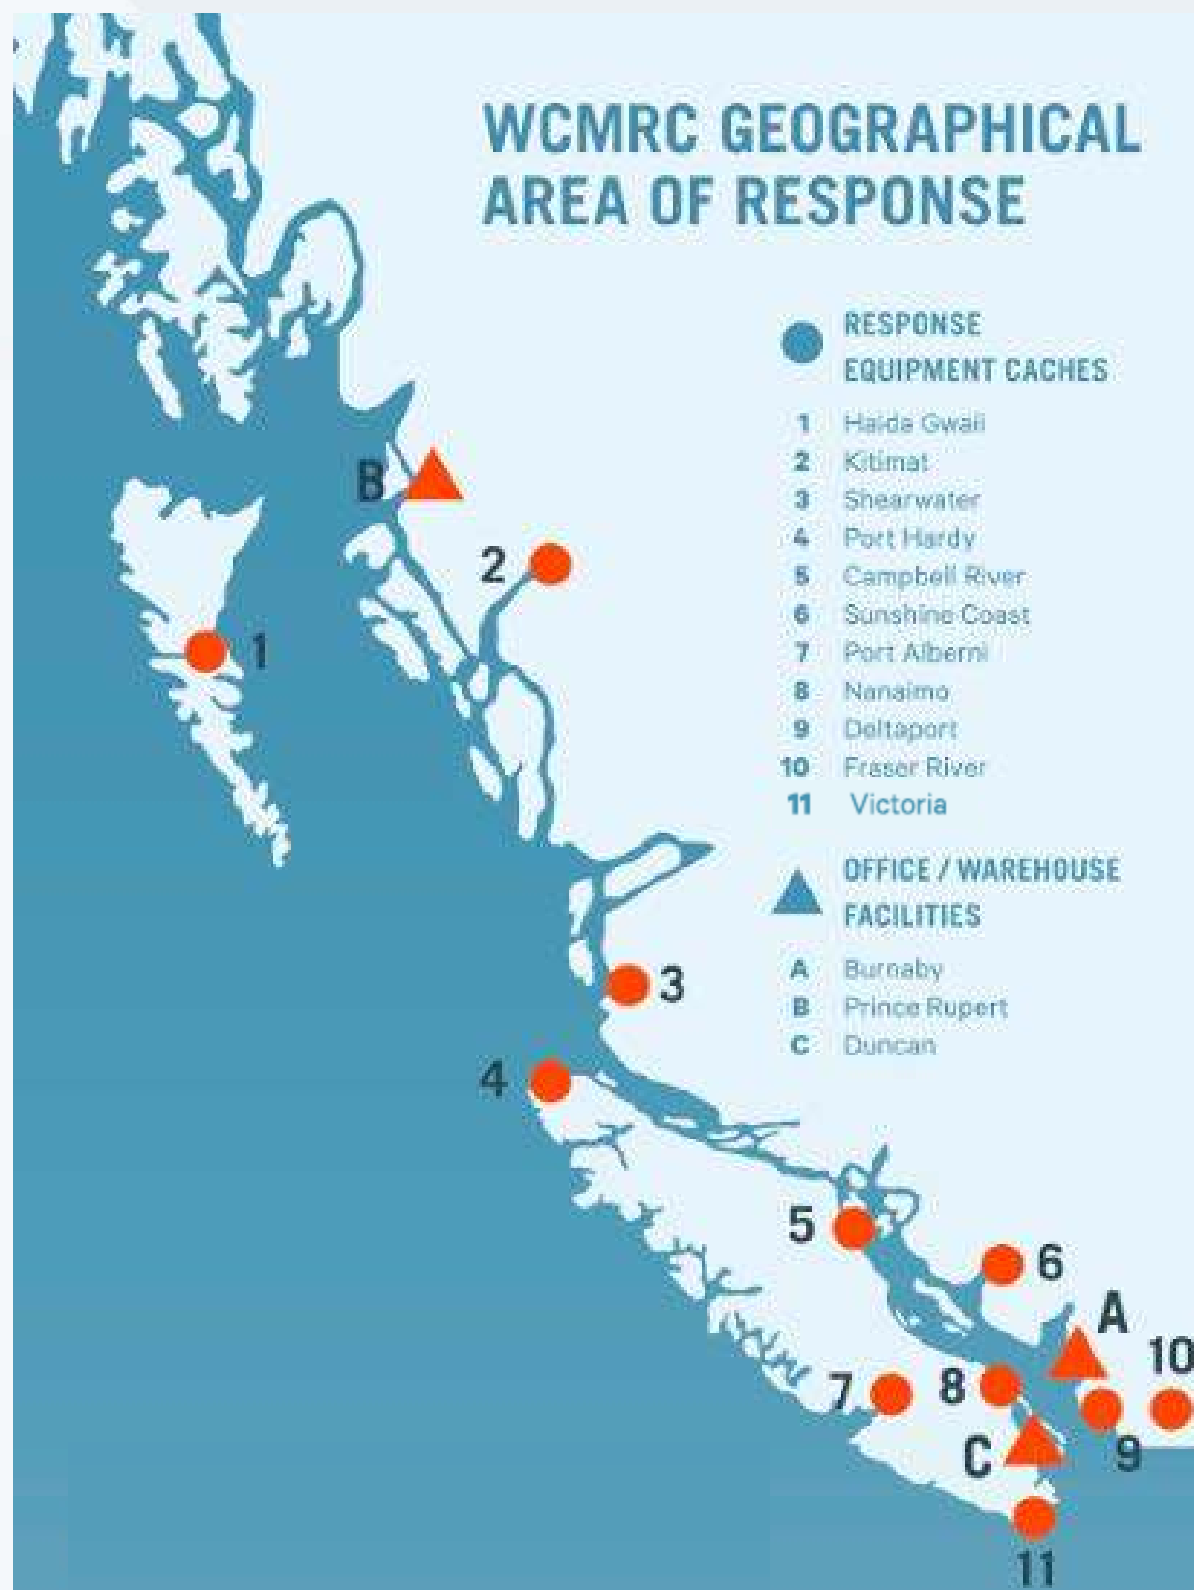 WCMRC GEOGRAPHICAL
AREA OF RESPONSE
RESPONSE
EQUIPMENT CACHES
1 Haida Gwaii
2 Kitimat
3 Shearwater
4 Port Hardy
5 Campbell River
6 Sunshine Coast
7 Port Alberni
8 Nanaimo
9 Deltaport
10 Fraser River
11 Victoria
OFFICE / WAREHOUSE
FACILITIES
A Burnaby
B Prince Rupert
C Duncan
B
2
1
3
4
5
6
A
10
7
8
9
C
11